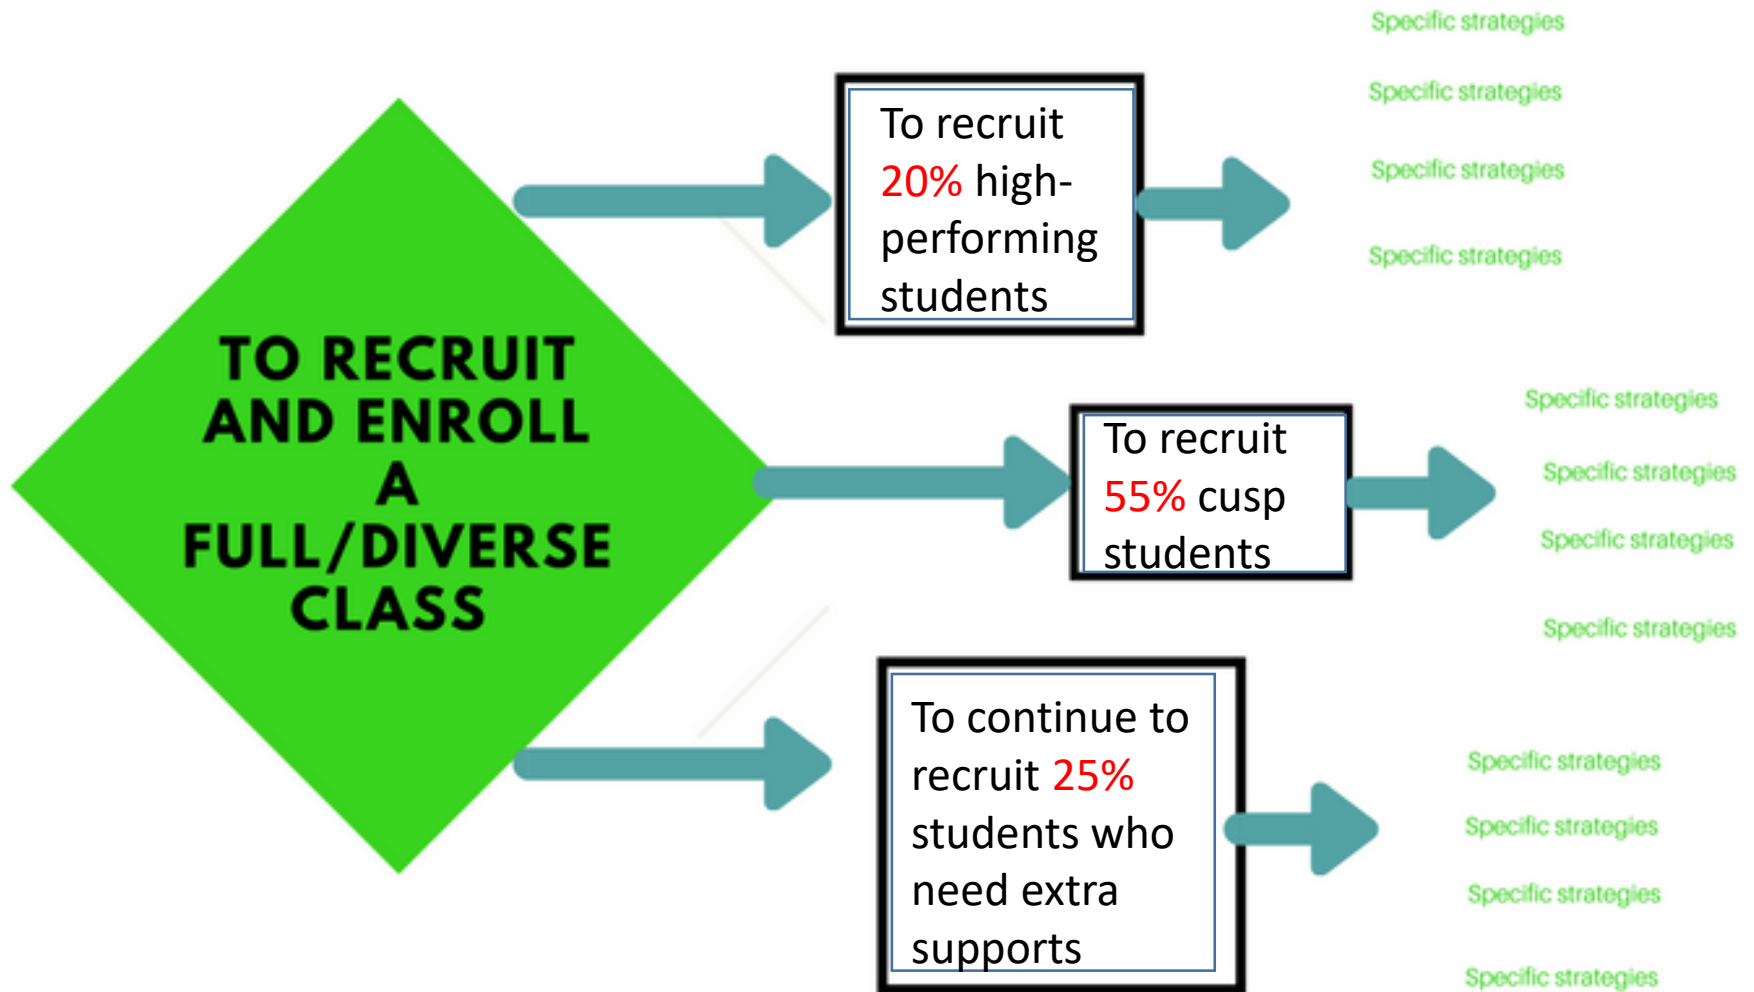 TO RECRUIT
AND ENROLL
A
FULL/DIVERSE
CLASS
To recruit
20% high-
performing
students
Specific strategies
Specific strategies
Specific strategies
Specific strategies
To recruit
55% cusp
students
Specific strategies
Specific strategies
Specific strategies
Specific strategies
To continue to
recruit 25%
students who
need extra
supports
Specific strategies
Specific strategies
Specific strategies
Specific strategies